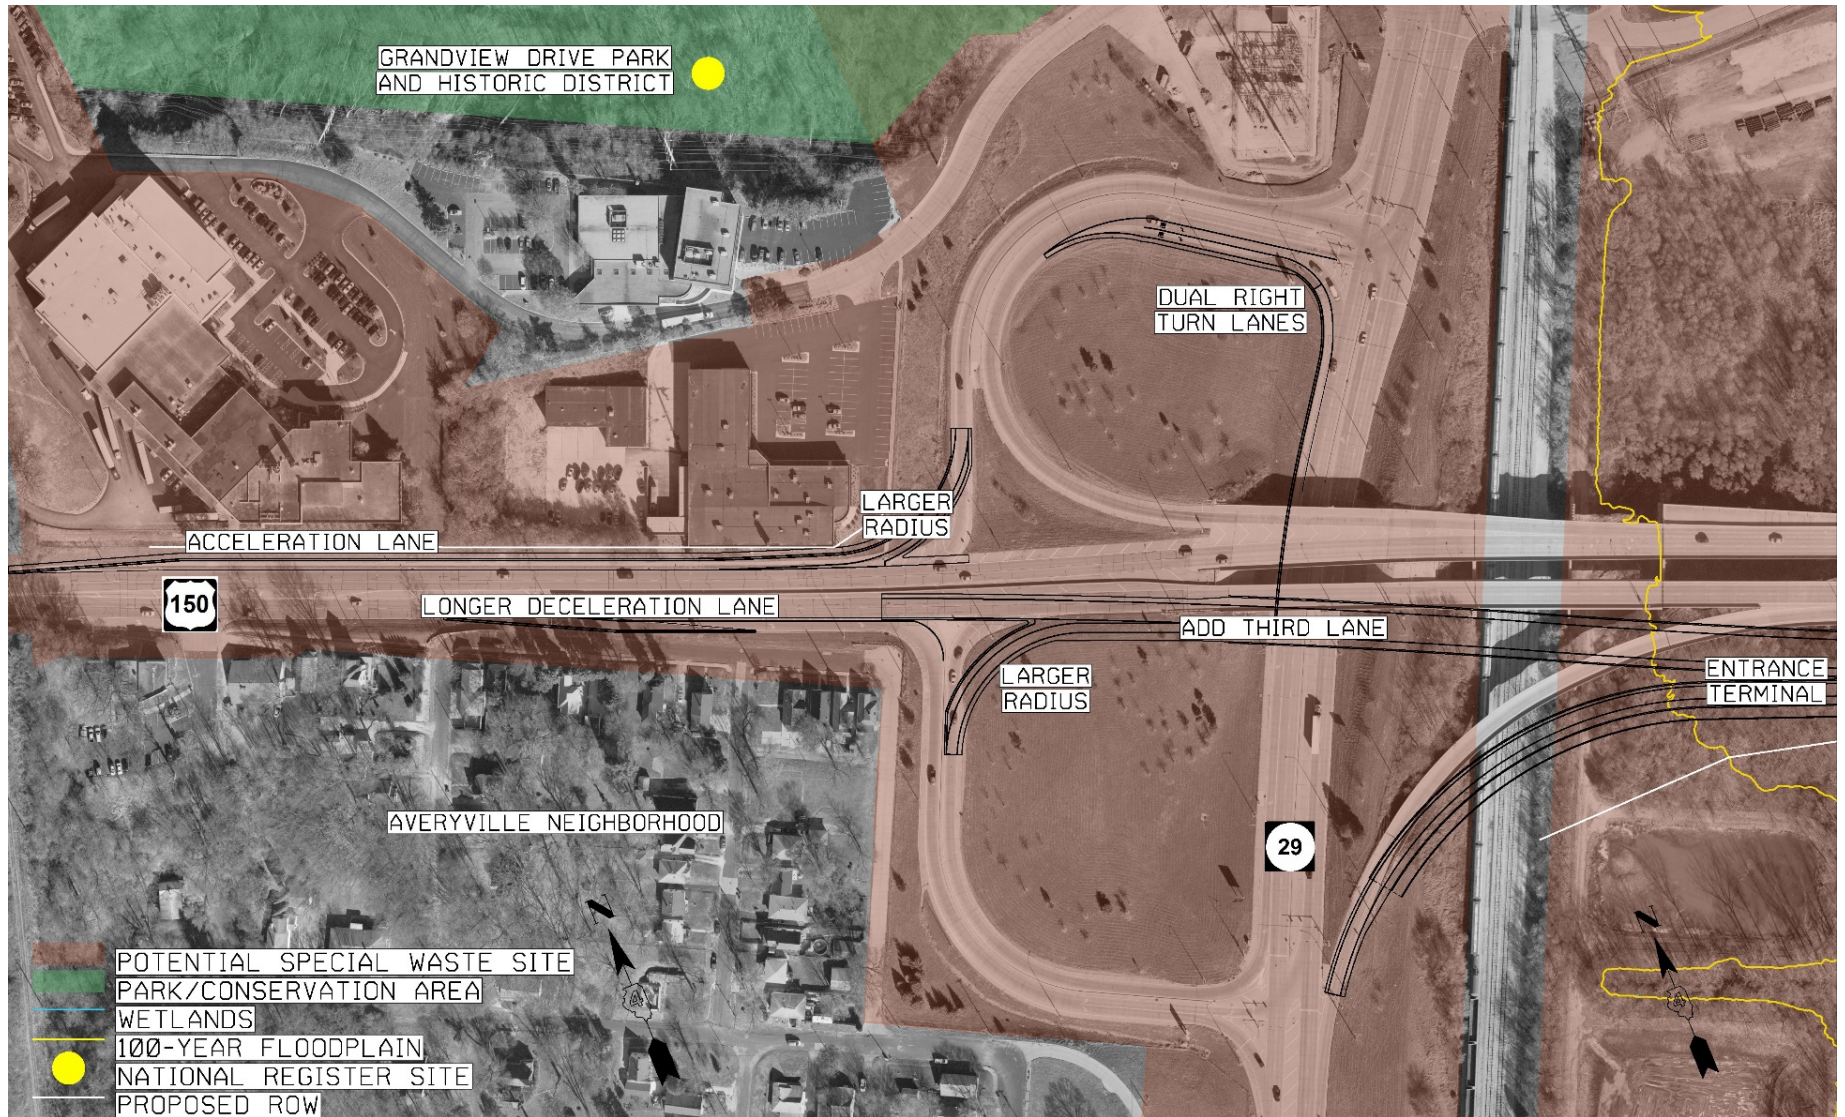 GRANDVIEW DRIVE PARK
AND HISTORIC DISTRICT
DUAL RIGHT
TURN LANES
LARGER
RADIUS
ACCELERATION LANE
150
LONGER DECELERATION LANE
ADD THIRD LANE
LARGER
RADIUS
ENTRANCE
TERMINAL
AVERYVILLE NEIGHBORHOOD
29
N
N
POTENTIAL SPECIAL WASTE SITE
PARK/CONSERVATION AREA
WETLANDS
100-YEAR FLOODPLAIN
NATIONAL REGISTER SITE
PROPOSED ROW